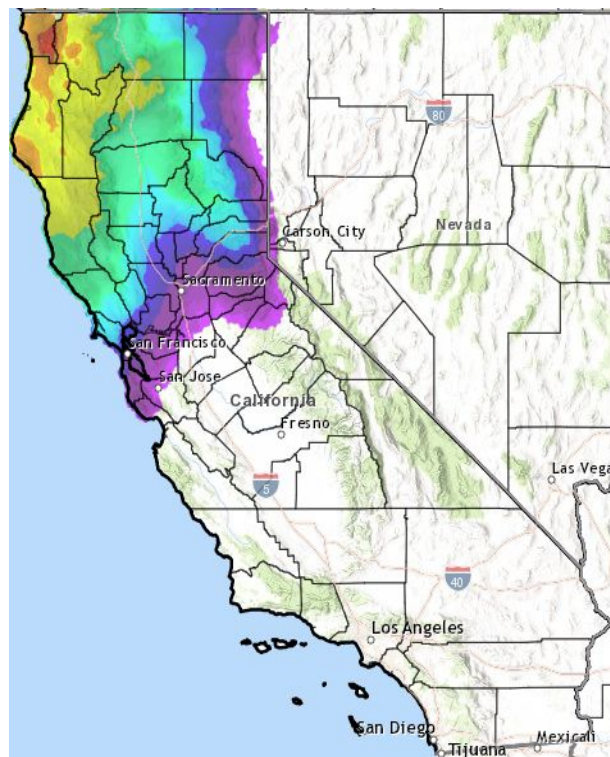 80
Nevada
Carson City
Sacramento
San Francisco
San Jose
California
Fresno
5
Las Vega
40
Los Angeles
San Diego
Tijuana
Mexicali